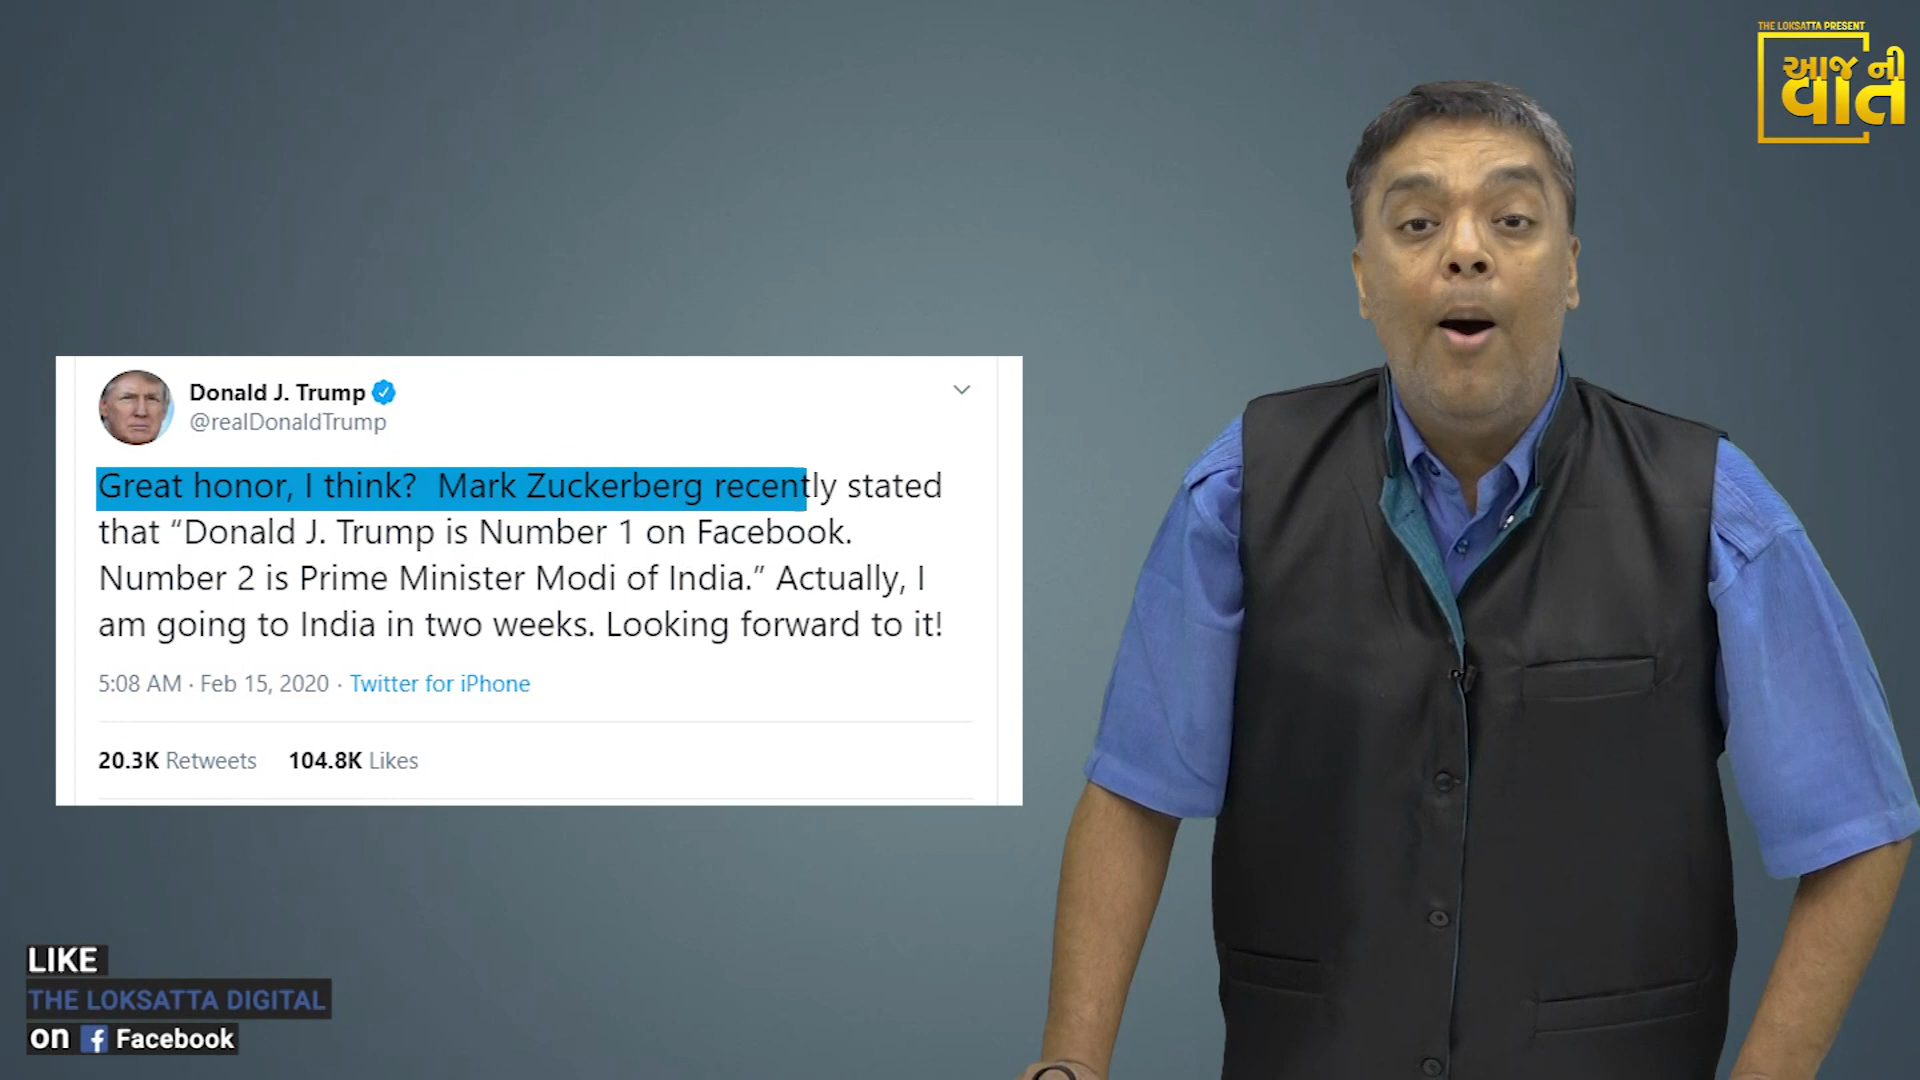 THE LOKSATTA PRESENT
આજ ની
વાત
Donald J. Trump
@realDonaldTrump
Great honor, I think?  Mark Zuckerberg recently stated
that “Donald J. Trump is Number 1 on Facebook.
Number 2 is Prime Minister Modi of India.” Actually, I
am going to India in two weeks. Looking forward to it!
5:08 AM · Feb 15, 2020 · Twitter for iPhone
20.3K Retweets 104.8K Likes
LIKE
THE LOKSATTA DIGITAL
on f Facebook